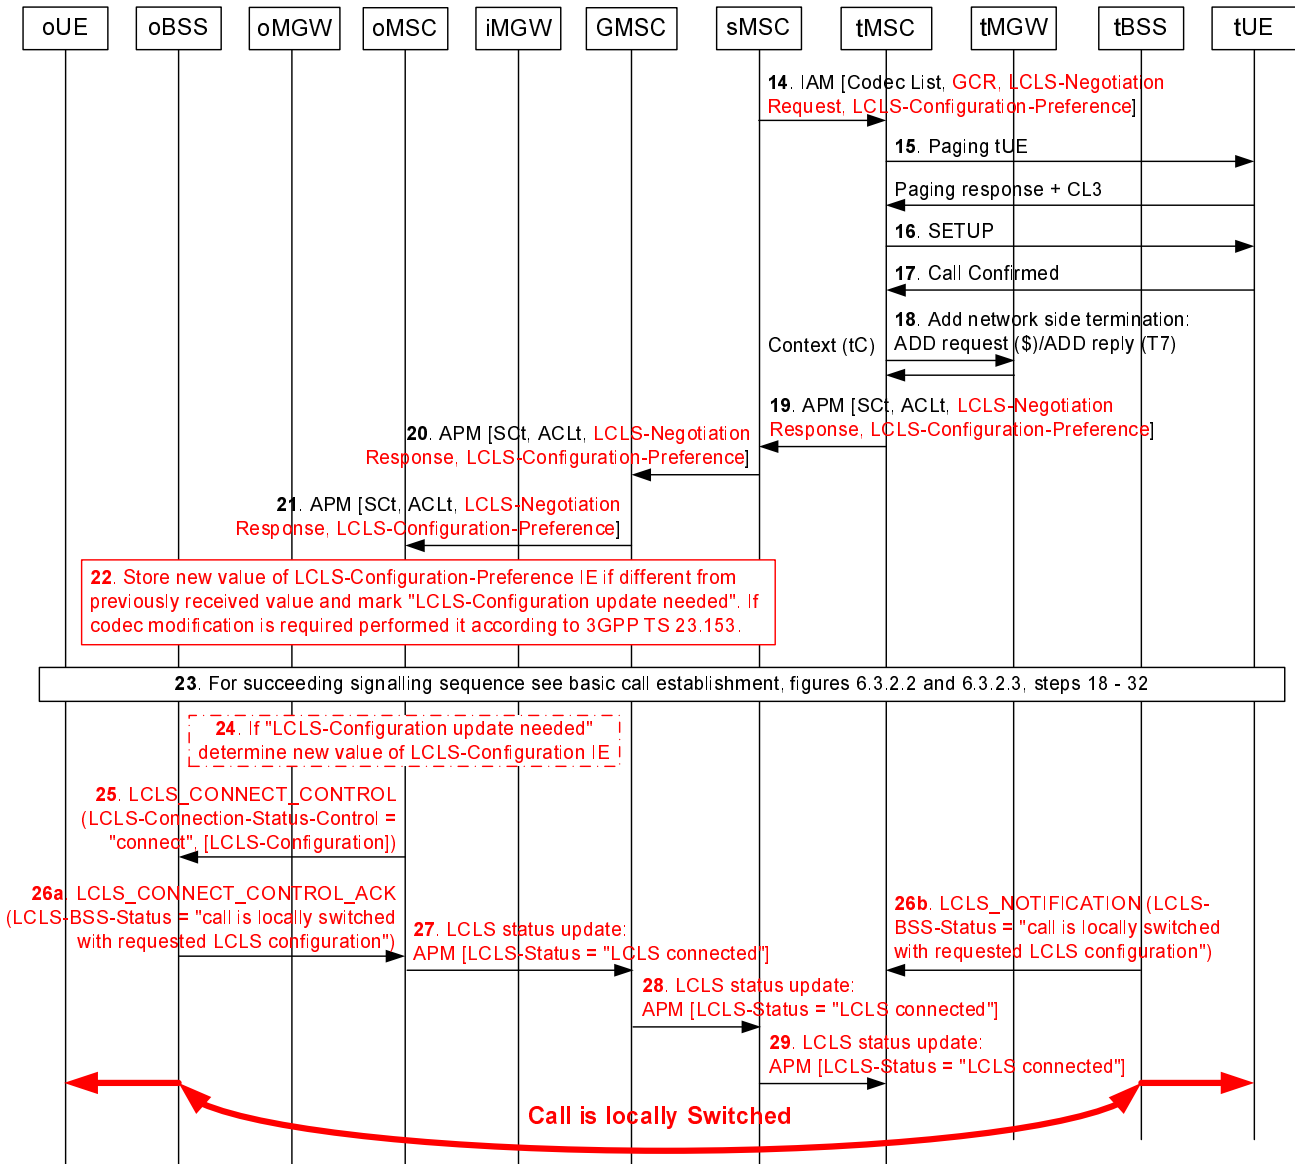 oUE oBSS oMGW oMSC iMGW GMSC sMSC tMSC tMGW tBSS tUE
14. IAM [Codec List, GCR, LCLS-Negotiation
Request, LCLS-Configuration-Preference]
15. Paging tUE
Paging response + CL3
16. SETUP
17. Call Confirmed
18. Add network side termination:
Context (tC) ADD request ($)/ADD reply (T7)
19. APM [SCt, ACLt, LCLS-Negotiation
Response, LCLS-Configuration-Preference]
20. APM [SCt, ACLt, LCLS-Negotiation
Response, LCLS-Configuration-Preference]
21. APM [SCt, ACLt, LCLS-Negotiation
Response, LCLS-Configuration-Preference]
22. Store new value of LCLS-Configuration-Preference IE if different from
previously received value and mark "LCLS-Configuration update needed". If
codec modification is required performed it according to 3GPP TS 23.153.
23. For succeeding signalling sequence see basic call establishment, figures 6.3.2.2 and 6.3.2.3, steps 18 - 32
24. If "LCLS-Configuration update needed"
determine new value of LCLS-Configuration IE
25. LCLS_CONNECT_CONTROL
(LCLS-Connection-Status-Control =
"connect", [LCLS-Configuration])
26a. LCLS_CONNECT_CONTROL_ACK
(LCLS-BSS-Status = "call is locally switched
with requested LCLS configuration")
27. LCLS status update:
APM [LCLS-Status = "LCLS connected"]
26b. LCLS_NOTIFICATION (LCLS-
BSS-Status = "call is locally switched
with requested LCLS configuration")
28. LCLS status update:
APM [LCLS-Status = "LCLS connected"]
29. LCLS status update:
APM [LCLS-Status = "LCLS connected"]
Call is locally Switched